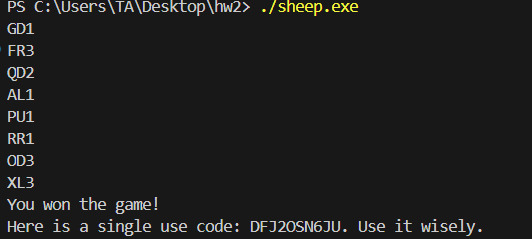 PS C:\Users\TA\Desktop\hw2> ./sheep.exe
GD1
FR3
QD2
AL1
PU1
RR1
OD3
XL3
You won the game!
Here is a single use code: DFJ2OSN6JU. Use it wisely.